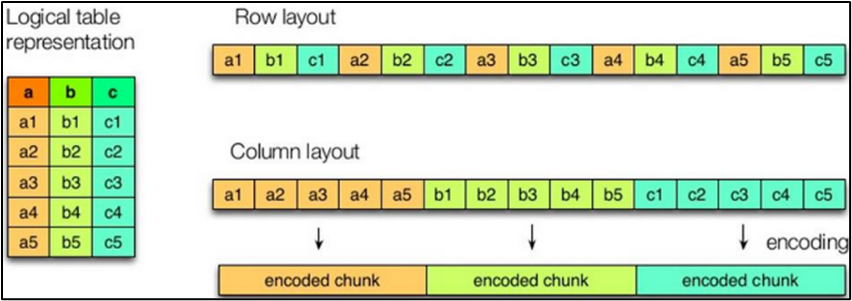 Logical table
representation
a b c
a1 b1 c1
a2 b2 c2
a3 b3 c3
a4 b4 c4
a5 b5 c5
Row layout
a1 b1 c1 a2 b2 c2 a3 b3 c3 a4 b4 c4 a5 b5 c5
Column layout
a1 a2 a3 a4 a5 b1 b2 b3 b4 b5 c1 c2 c3 c4 c5
encoding
encoded chunk encoded chunk encoded chunk